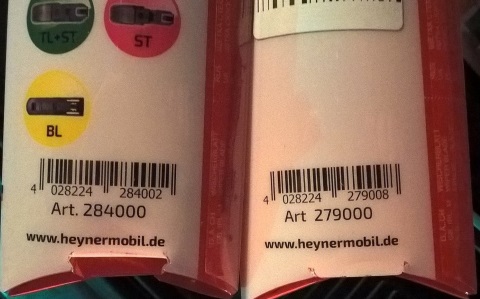 TL+ST
ST
BL
4 028224 284002
Art. 284000
www.heynermobil.de
4 028224 279008
Art 279000
www.heynermobil.de